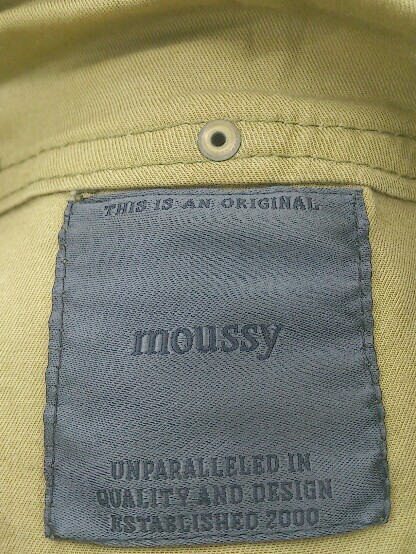 THIS IS AN ORIGINAL
moussy
UNPARALLELED IN
QUALITY AND DESIGN
ESTABLISHED 2000